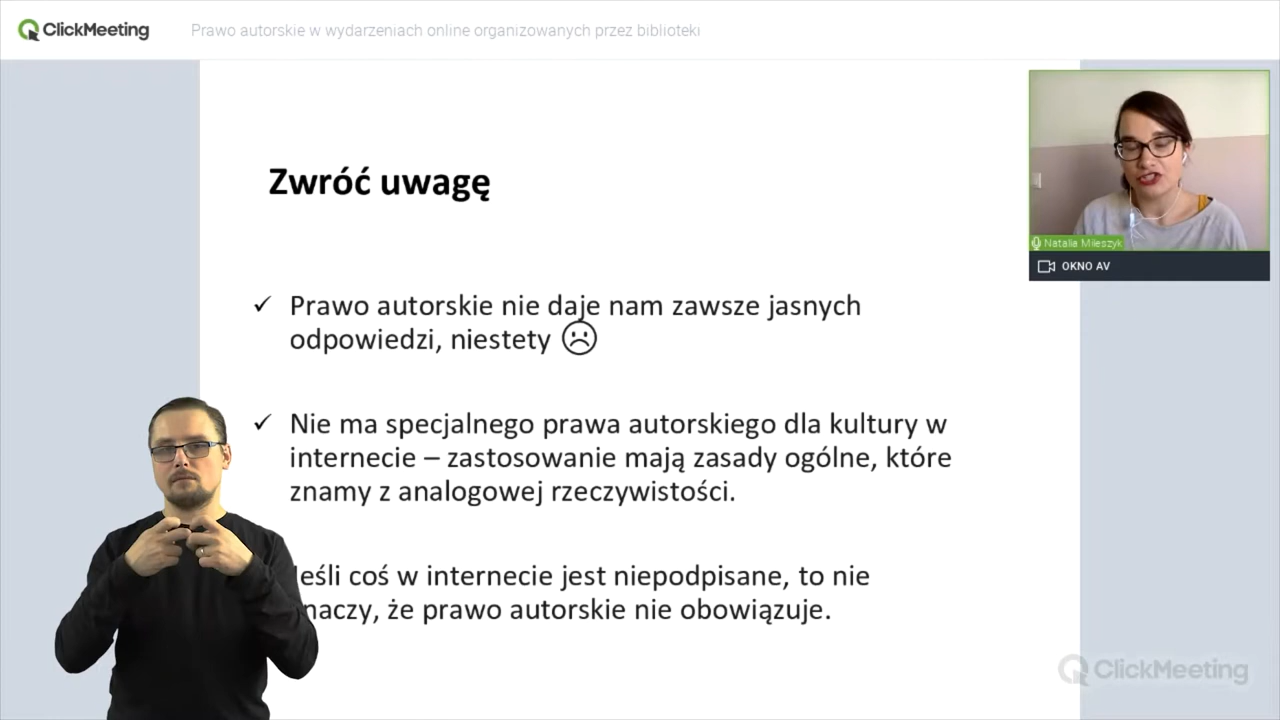 ClickMeeting
Prawo autorskie w wydarzeniach online organizowanych przez biblioteki
Natalia Mileszyk
OKNO AV
Zwróć uwagę
✓ Prawo autorskie nie daje nam zawsze jasnych
odpowiedzi, niestety ☹
✓ Nie ma specjalnego prawa autorskiego dla kultury w
internecie – zastosowanie mają zasady ogólne, które
znamy z analogowej rzeczywistości.
eśli coś w internecie jest niepodpisane, to nie
naczy, że prawo autorskie nie obowiązuje.
ClickMeeting